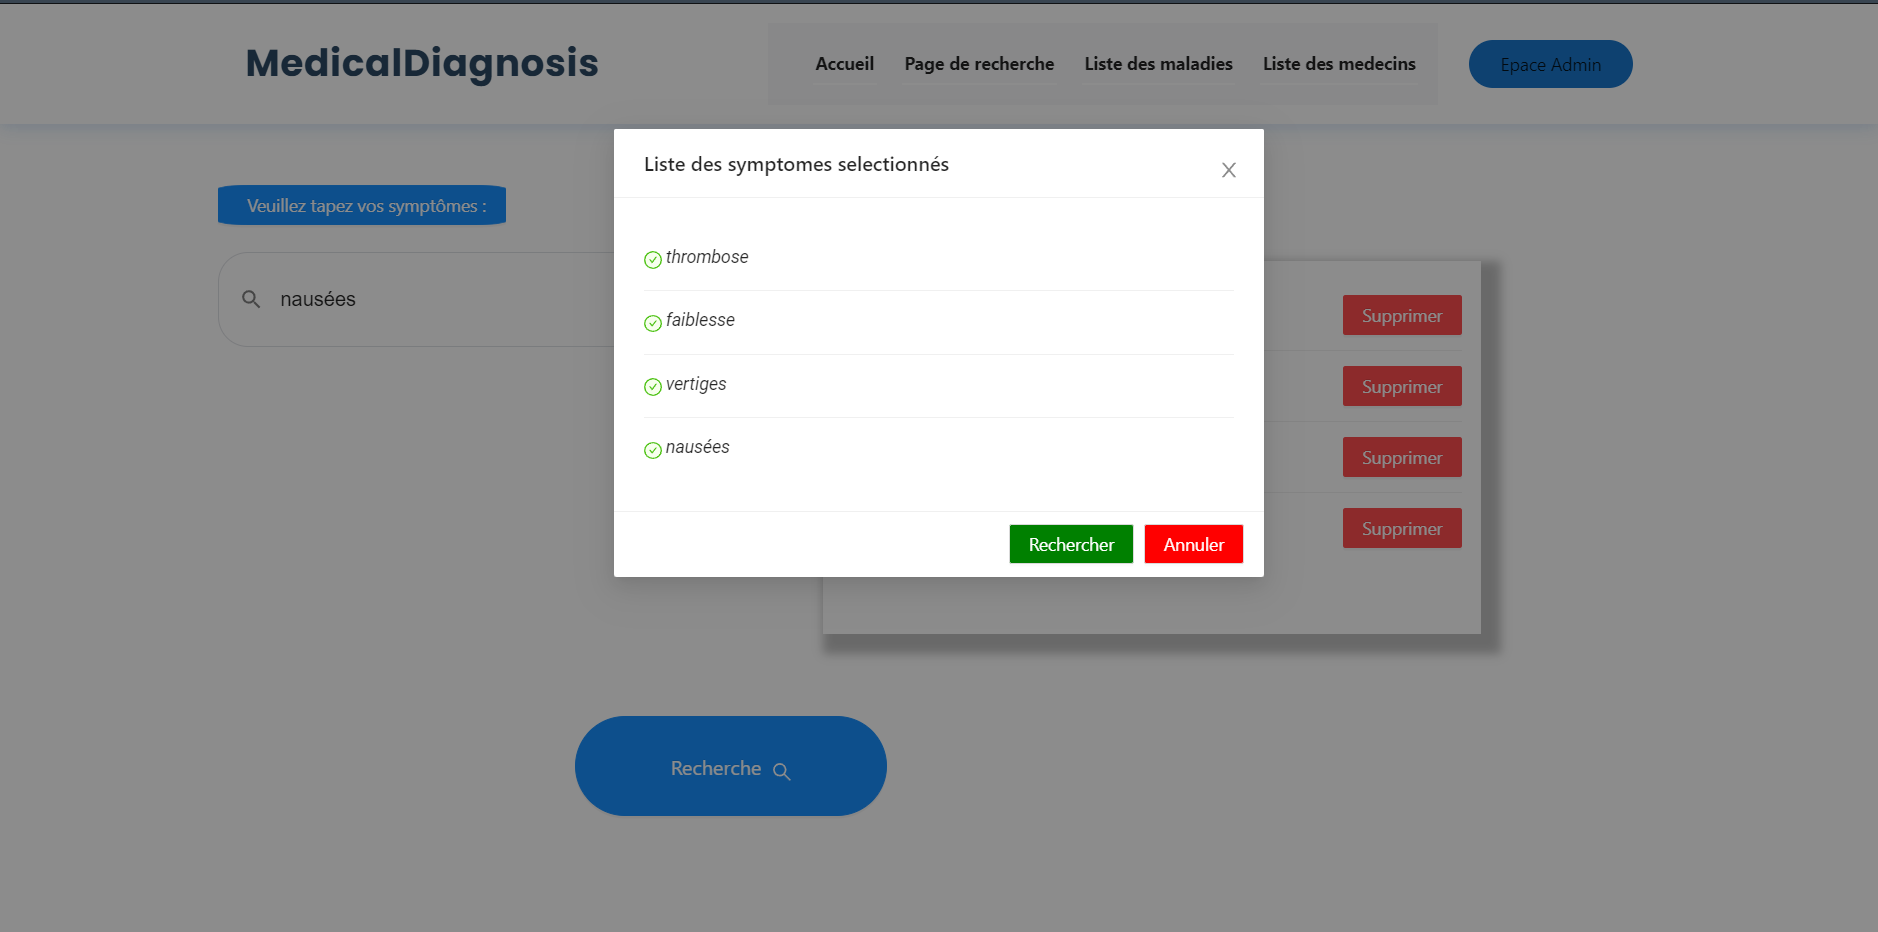 MedicalDiagnosis
Accueil Page de recherche Liste des maladies Liste des medecins Epace Admin
Liste des symptomes selectionnés
Veuillez tapez vos symptômes :
nausées
thrombose
faiblesse
vertiges
nausées
Rechercher Annuler
Supprimer
Supprimer
Supprimer
Supprimer
Recherche